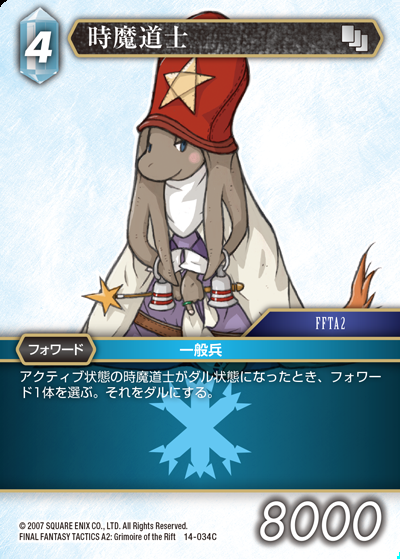 4
時魔道士
FFTA2
フォワード
一般兵
アクティブ状態の時魔道士がダル状態になったとき、フォワー
ド1体を選ぶ。それをダルにする。
© 2007 SQUARE ENIX CO., LTD. All Rights Reserved.
FINAL FANTASY TACTICS A2: Grimoire of the Rift 14-034C
8000